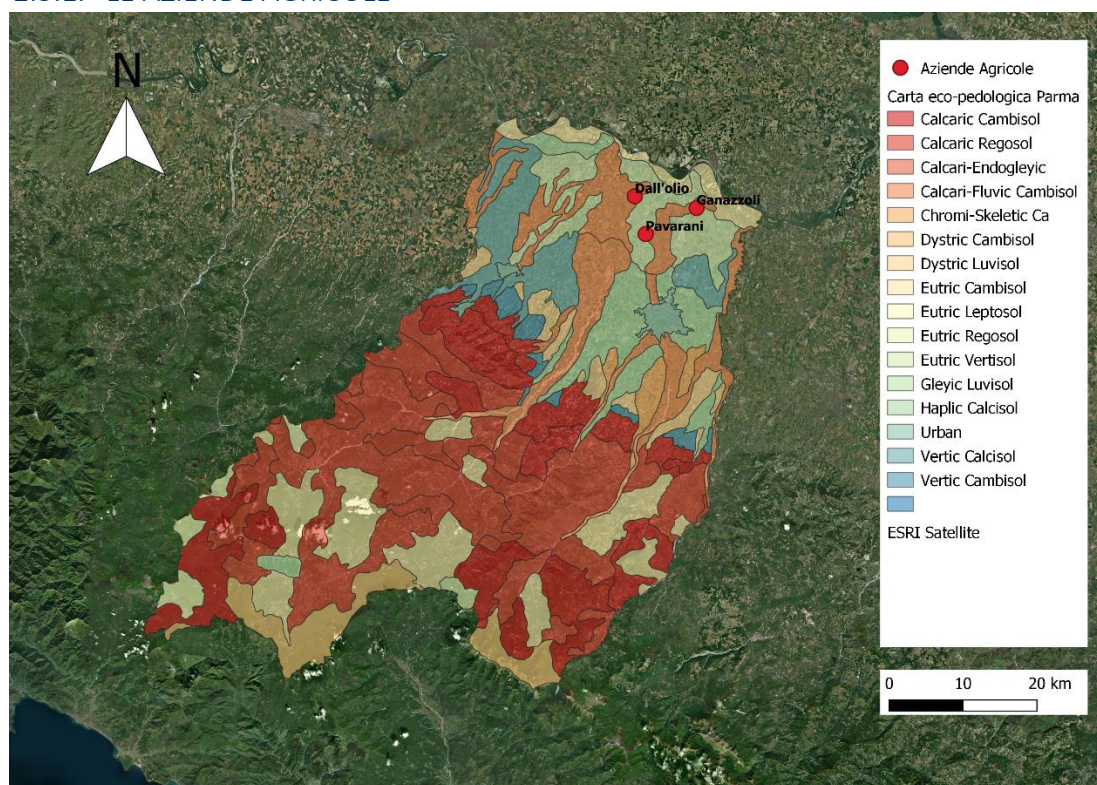 N
Dall'olio
Ganazzoli
Pavarani
Aziende Agricole
Carta eco-pedologica Parma
Calcaric Cambisol
Calcaric Regosol
Calcari-Endogleyic
Calcari-Fluvic Cambisol
Chromi-Skeletic Ca
Dystric Cambisol
Dystric Luvisol
Eutric Cambisol
Eutric Leptosol
Eutric Regosol
Eutric Vertisol
Gleyic Luvisol
Haplic Calcisol
Urban
Vertic Calcisol
Vertic Cambisol
ESRI Satellite
0 10 20 km